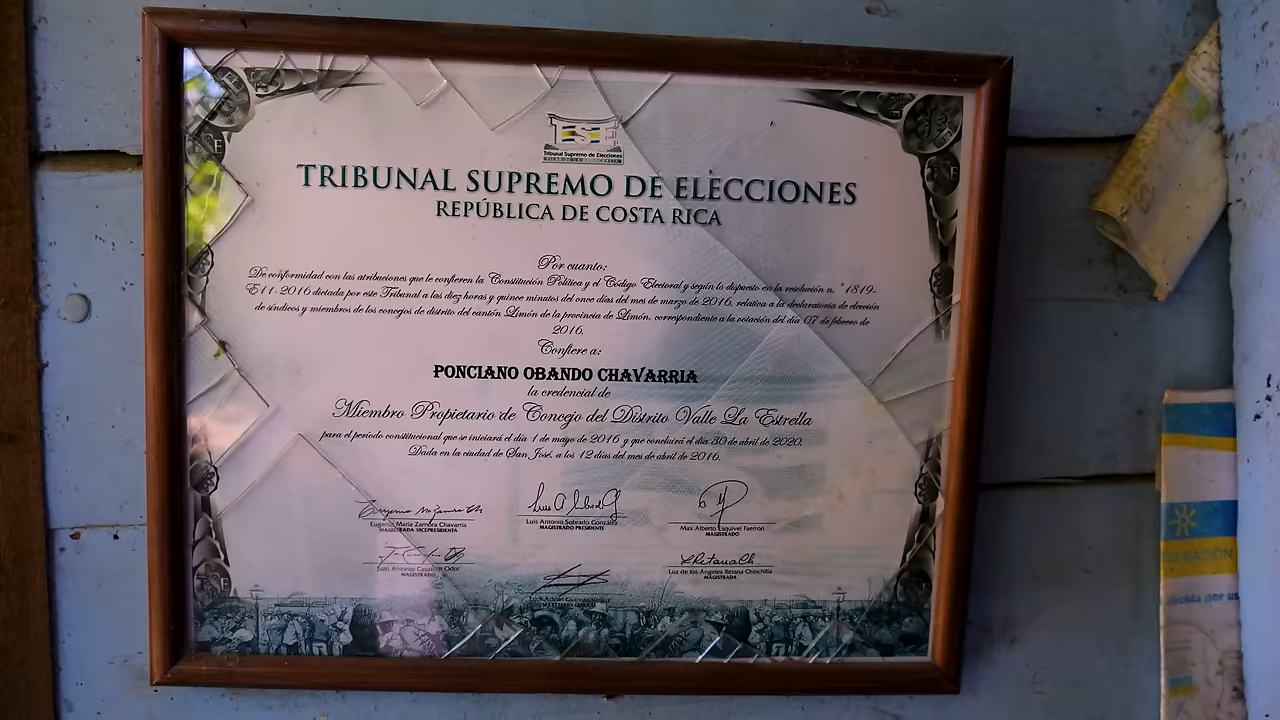 TSE
Tribunal Supremo de Elecciones
PILAR DE LA DEMOCRACIA
TRIBUNAL SUPREMO DE ELECCIONES
REPÚBLICA DE COSTA RICA
Por cuanto:
De conformidad con las atribuciones que le confieren la Constitución Política y el Código Electoral y según lo dispuesto en la resolución n. °1819-
E11-2016 dictada por este Tribunal a las diez horas y quince minutos del once días del mes de marzo de 2016, relativa a la declaratoria de elección
de síndicos y miembros de los concejos de distrito del cantón Limón de la provincia de Limón, correspondiente a la votación del día 07 de febrero de
2016.
Confiere a:
PONCIANO OBANDO CHAVARRIA
la credencial de
Miembro Propietario de Concejo del Distrito Valle La Estrella
para el período constitucional que se iniciará el día 1 de mayo de 2016 y que concluirá el día 30 de abril de 2020.
Dada en la ciudad de San José, a los 12 días del mes de abril de 2016.
Eugenia María Zamora Chavarría
MAGISTRADA VICEPRESIDENTA
Luis Antonio Sobrado González
MAGISTRADO PRESIDENTE
Max Alberto Esquivel Faerron
MAGISTRADO
Juan Antonio Casafont Odor
MAGISTRADO
Luz de los Ángeles Retana Chinchilla
MAGISTRADA